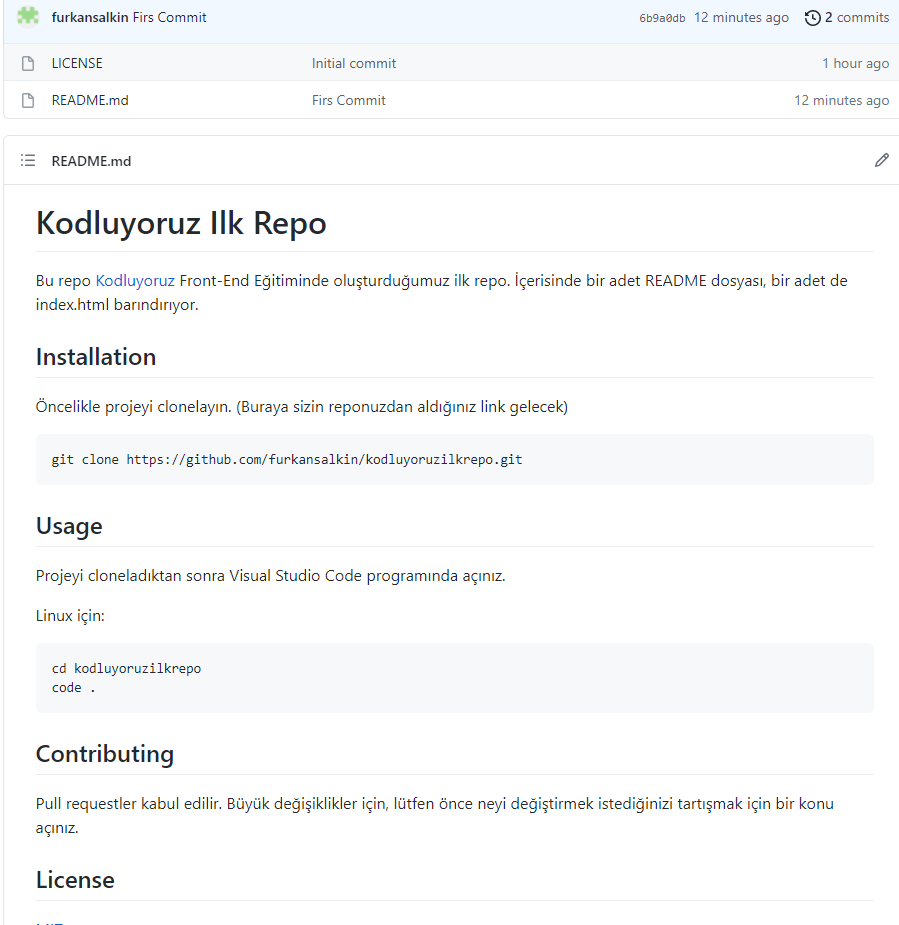 furkansalkin Firs Commit 6b9a0db 12 minutes ago 2 commits
LICENSE Initial commit 1 hour ago
README.md Firs Commit 12 minutes ago
README.md
Kodluyoruz Ilk Repo
Bu repo Kodluyoruz Front-End Eğitiminde oluşturduğumuz ilk repo. İçerisinde bir adet README dosyası, bir adet de
index.html barındırıyor.
Installation
Öncelikle projeyi clonelayın. (Buraya sizin reponuzdan aldığınız link gelecek)
git clone https://github.com/furkansalkin/kodluyoruzilkrepo.git
Usage
Projeyi cloneladıktan sonra Visual Studio Code programında açınız.
Linux için:
cd kodluyoruzilkrepo
code .
Contributing
Pull requestler kabul edilir. Büyük değişiklikler için, lütfen önce neyi değiştirmek istediğinizi tartışmak için bir konu
açınız.
License